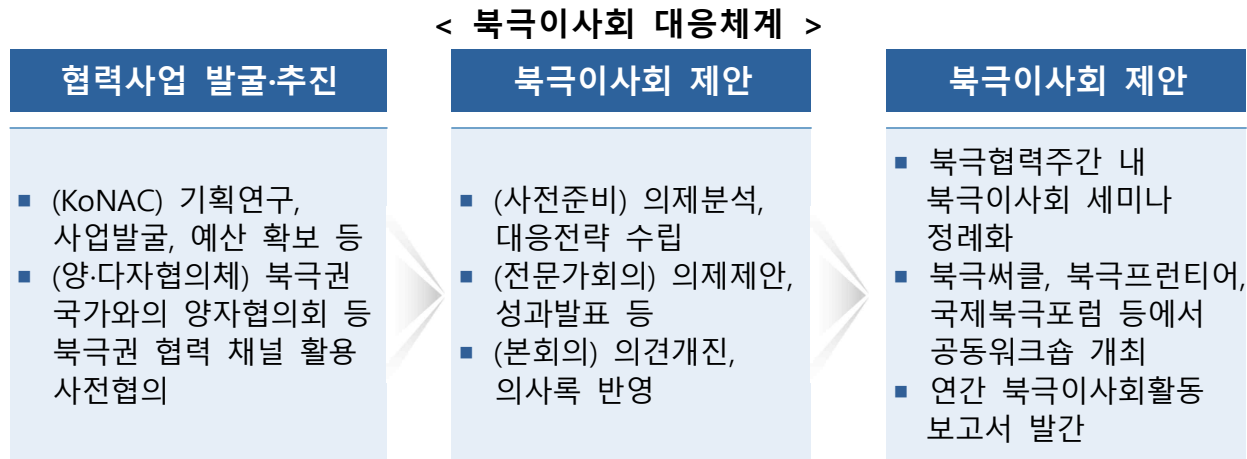 < 북극이사회 대응체계 >
협력사업 발굴·추진
▪ (KoNAC) 기획연구,
사업발굴, 예산 확보 등
▪ (양·다자협의체) 북극권
국가와의 양자협의회 등
북극권 협력 채널 활용
사전협의
북극이사회 제안
▪ (사전준비) 의제분석,
대응전략 수립
▪ (전문가회의) 의제제안,
성과발표 등
▪ (본회의) 의견개진,
의사록 반영
북극이사회 제안
▪ 북극협력주간 내
북극이사회 세미나
정례화
▪ 북극써클, 북극프런티어,
국제북극포럼 등에서
공동워크숍 개최
▪ 연간 북극이사회활동
보고서 발간